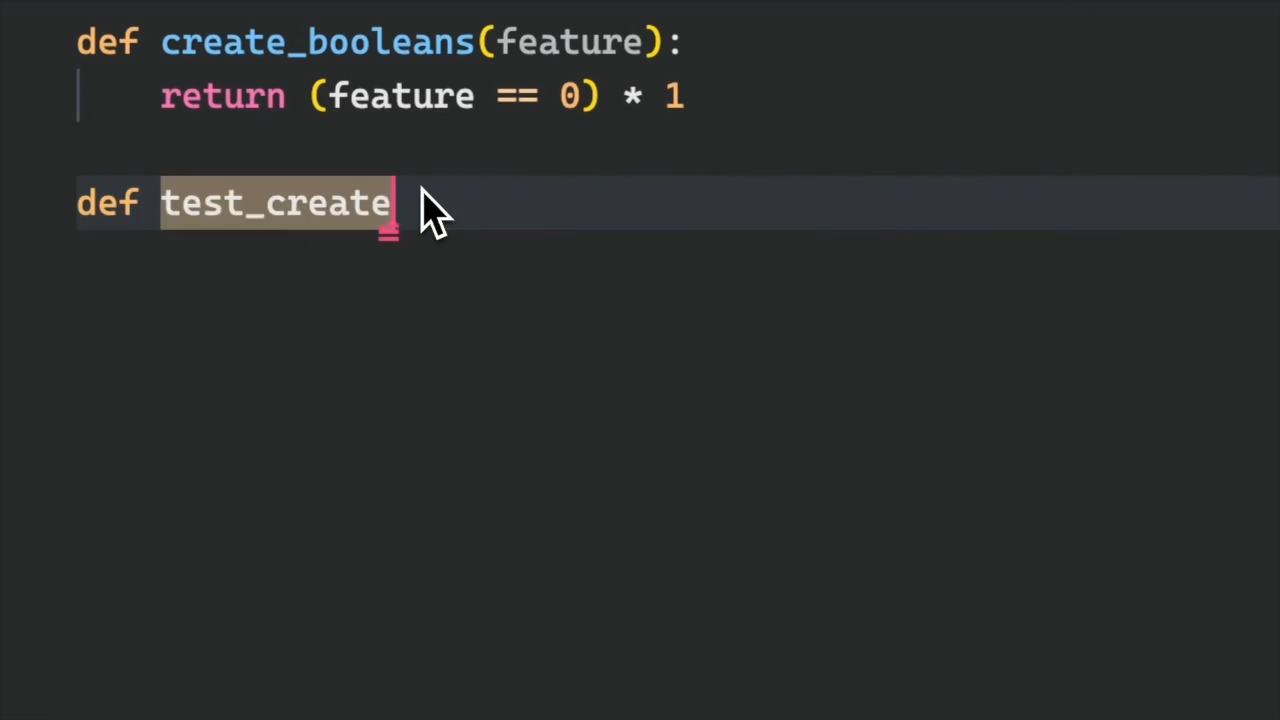 def create_booleans(feature):
    return (feature == 0) * 1
def test_create